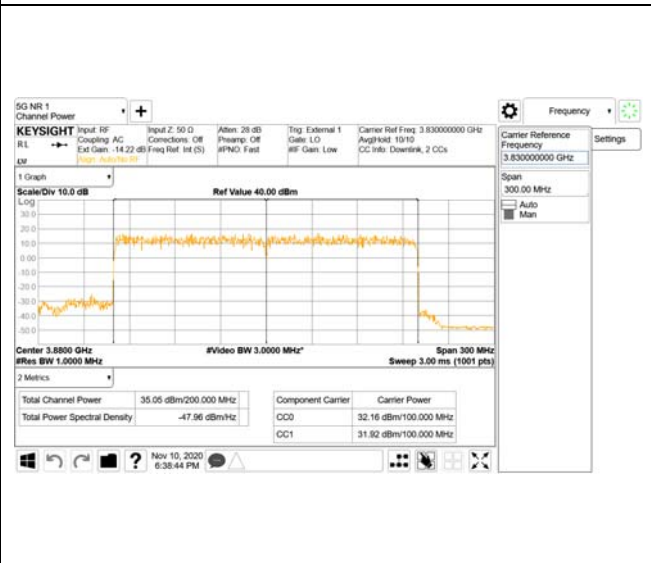 5G NR 1
Channel Power
Frequency
KEYSIGHT
RL
Input: RF
Coupling: AC
Ext Gain: -14.22 dB
Align: Auto/No RF
Input Z: 50 Ω
Corrections: Off
Freq Ref: Int (S)
Atten: 28 dB
Preamp: Off
#PNO: Fast
Trig: External 1
Gate: LO
#IF Gain: Low
Carrier Ref Freq: 3.830000000 GHz
Avg|Hold: 10/10
CC Info: Downlink, 2 CCs
Carrier Reference
Frequency
3.830000000 GHz
Settings
Span
300.00 MHz
Auto
Man
1 Graph
Scale/Div 10.0 dB
Ref Value 40.00 dBm
Log
30.0
20.0
10.0
0.00
-10.0
-20.0
-30.0
-40.0
-50.0
Center 3.8800 GHz
#Video BW 3.0000 MHz*
Span 300 MHz
#Res BW 1.0000 MHz
Sweep 3.00 ms (1001 pts)
2 Metrics
Total Channel Power 35.05 dBm/200.000 MHz
Total Power Spectral Density -47.96 dBm/Hz
Component Carrier Carrier Power
CC0 32.16 dBm/100.000 MHz
CC1 31.92 dBm/100.000 MHz
Nov 10, 2020
6:38:44 PM